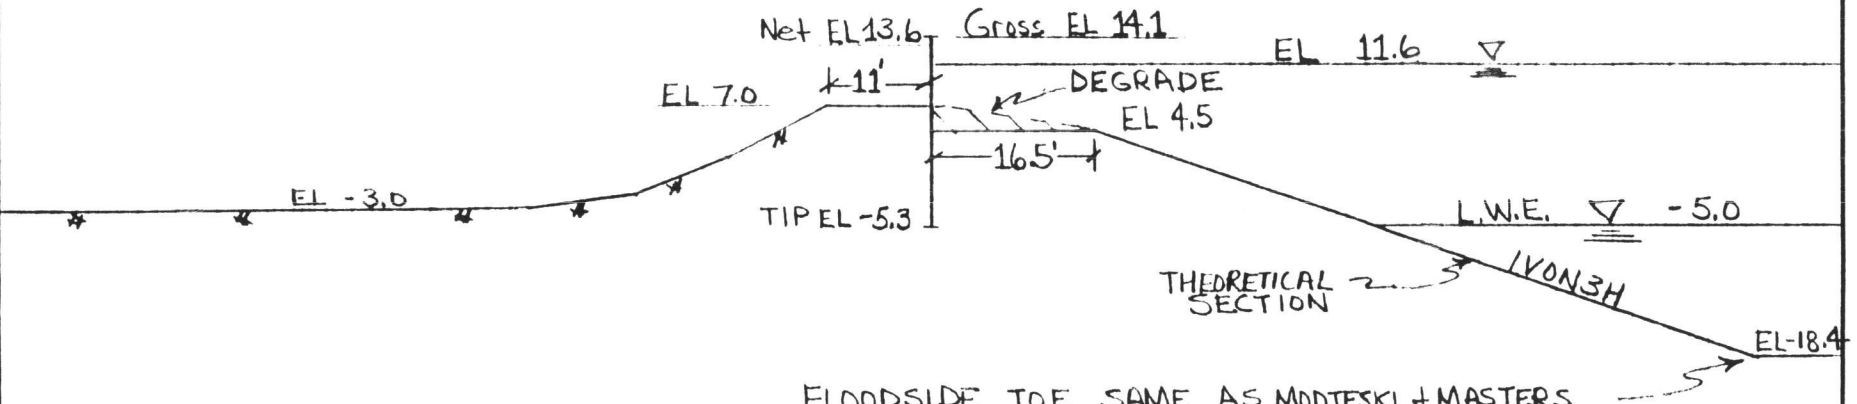 Net EL 13.6 Gross EL 14.1
EL 11.6
11'
DEGRADE
EL 7.0
EL 4.5
16.5'
EL -3.0
TIP EL -5.3
L.W.E. -5.0
THEORETICAL
SECTION
1V ON 3H
EL-18.4
FLOODSIDE TOE SAME AS MODJESKI + MASTERS